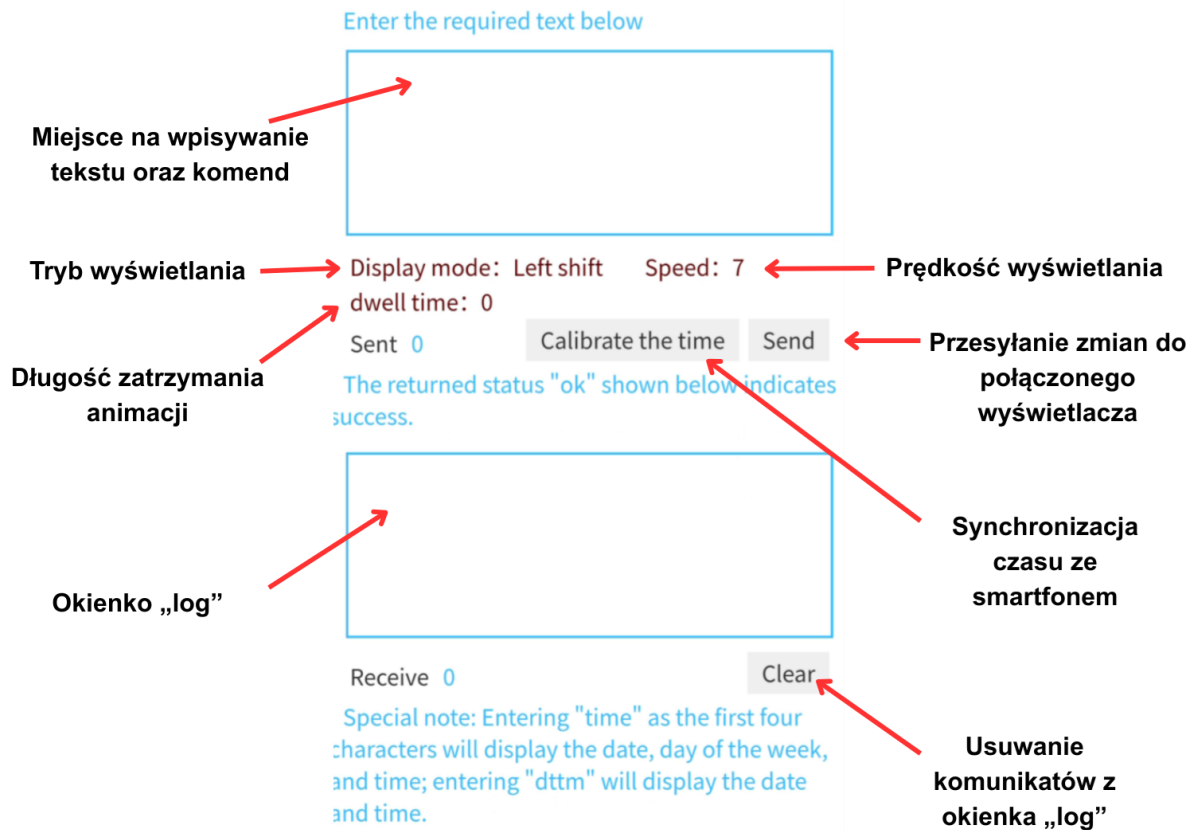 Enter the required text below
Miejsce na wpisywanie
tekstu oraz komend
Tryb wyświetlania
Display mode: Left shift Speed: 7
Prędkość wyświetlania
dwell time: 0
Sent 0
Calibrate the time
Send
Przesyłanie zmian do
połączonego
wyświetlacza
Długość zatrzymania
animacji
The returned status "ok" shown below indicates
success.
Synchronizacja
czasu ze
smartfonem
Okienko „log”
Receive 0
Clear
Special note: Entering "time" as the first four
characters will display the date, day of the week,
and time; entering "dttm" will display the date
and time.
Usuwanie
komunikatów z
okienka „log”